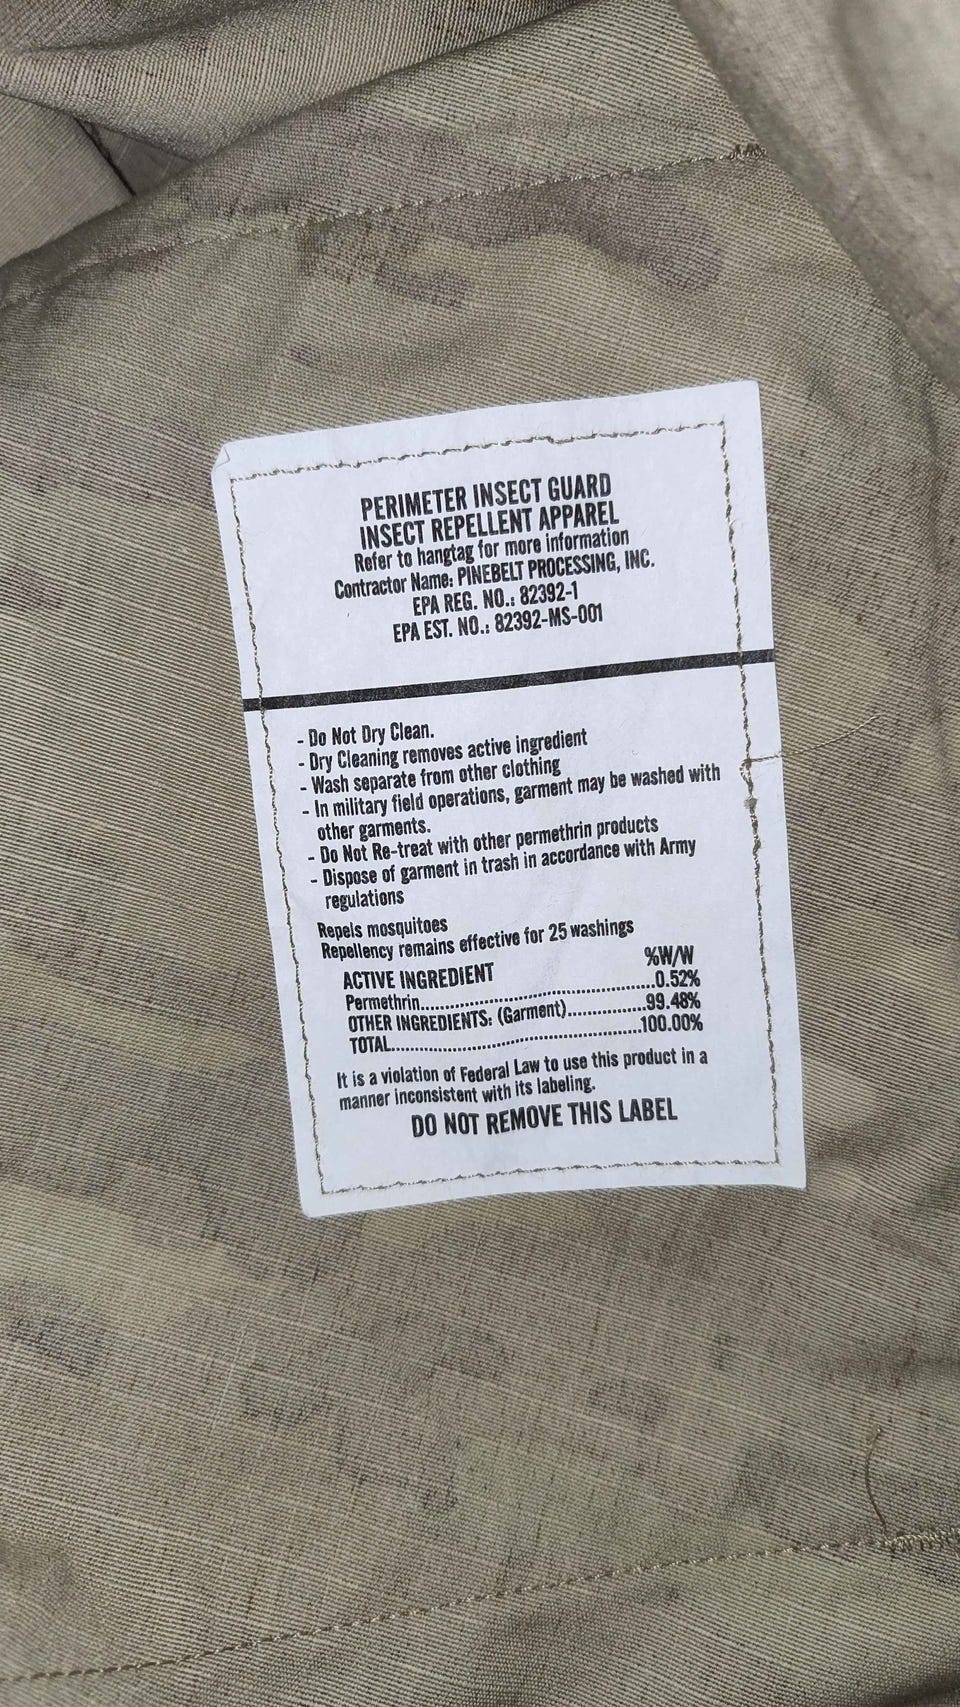 PERIMETER INSECT GUARD
INSECT REPELLENT APPAREL
Refer to hangtag for more information
Contractor Name: PINEBELT PROCESSING, INC.
EPA REG. NO.: 82392-1
EPA EST. NO.: 82392-MS-001
- Do Not Dry Clean.
- Dry Cleaning removes active ingredient
- Wash separate from other clothing
- In military field operations, garment may be washed with
other garments.
- Do Not Re-treat with other permethrin products
- Dispose of garment in trash in accordance with Army
regulations
Repels mosquitoes
Repellency remains effective for 25 washings
ACTIVE INGREDIENT %W/W
Permethrin..............................................0.52%
OTHER INGREDIENTS: (Garment)...............99.48%
TOTAL..................................................100.00%
It is a violation of Federal Law to use this product in a
manner inconsistent with its labeling.
DO NOT REMOVE THIS LABEL